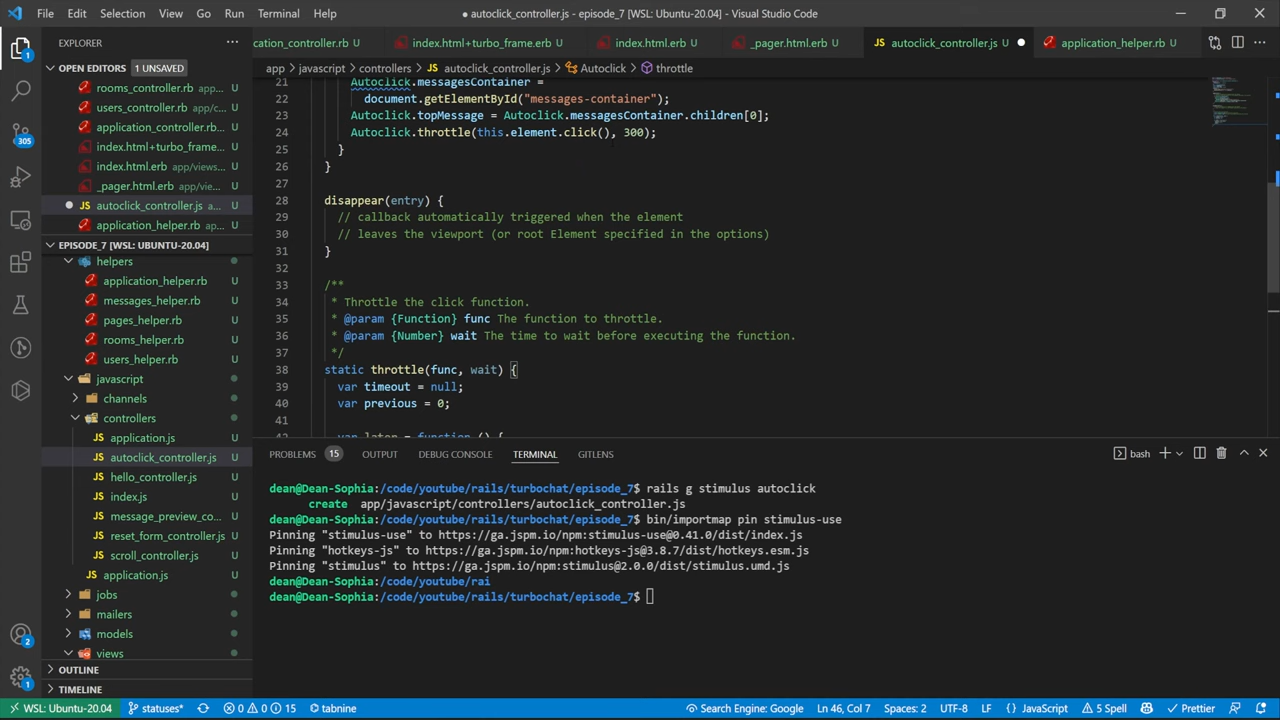 File Edit Selection View Go Run Terminal Help
● autoclick_controller.js - episode_7 [WSL: Ubuntu-20.04] - Visual Studio Code
EXPLORER
cation_controller.rb U
index.html+turbo_frame.erb U
index.html.erb U
_pager.html.erb U
JS autoclick_controller.js U ●
application_helper.rb U
app > javascript > controllers > JS autoclick_controller.js > Autoclick > throttle
OPEN EDITORS 1 UNSAVED
rooms_controller.rb U
users_controller.rb app/c... U
application_controller.rb... U
index.html+turbo_frame... U
index.html.erb app/views... U
_pager.html.erb app/vie... U
● JS autoclick_controller.js a... U
application_helper.rb U
EPISODE_7 [WSL: UBUNTU-20.04]
helpers
application_helper.rb U
messages_helper.rb U
pages_helper.rb U
rooms_helper.rb U
users_helper.rb U
javascript
channels
controllers
JS application.js U
JS autoclick_controller.js U
JS hello_controller.js U
JS index.js U
JS message_preview_co... U
JS reset_form_controller.js U
JS scroll_controller.js U
JS application.js U
jobs
mailers
models
views
OUTLINE
TIMELINE
1
305
2
1
21 Autoclick.messagesContainer =
22 document.getElementById("messages-container");
23 Autoclick.topMessage = Autoclick.messagesContainer.children[0];
24 Autoclick.throttle(this.element.click(), 300);
25 }
26 }
27
28 disappear(entry) {
29 // callback automatically triggered when the element
30 // leaves the viewport (or root Element specified in the options)
31 }
32
33 /**
34 * Throttle the click function.
35 * @param {Function} func The function to throttle.
36 * @param {Number} wait The time to wait before executing the function.
37 */
38 static throttle(func, wait) {
39 var timeout = null;
40 var previous = 0;
41
42 var later = function () {
PROBLEMS 15 OUTPUT DEBUG CONSOLE TERMINAL GITLENS
bash
dean@Dean-Sophia:/code/youtube/rails/turbochat/episode_7$ rails g stimulus autoclick
create app/javascript/controllers/autoclick_controller.js
dean@Dean-Sophia:/code/youtube/rails/turbochat/episode_7$ bin/importmap pin stimulus-use
Pinning "stimulus-use" to https://ga.jspm.io/npm:stimulus-use@0.41.0/dist/index.js
Pinning "hotkeys-js" to https://ga.jspm.io/npm:hotkeys-js@3.8.7/dist/hotkeys.esm.js
Pinning "stimulus" to https://ga.jspm.io/npm:stimulus@2.0.0/dist/stimulus.umd.js
dean@Dean-Sophia:/code/youtube/rai
dean@Dean-Sophia:/code/youtube/rails/turbochat/episode_7$
WSL: Ubuntu-20.04 statuses* 0 0 15 tabnine
Search Engine: Google Ln 46, Col 7 Spaces: 2 UTF-8 LF {} JavaScript 5 Spell Prettier